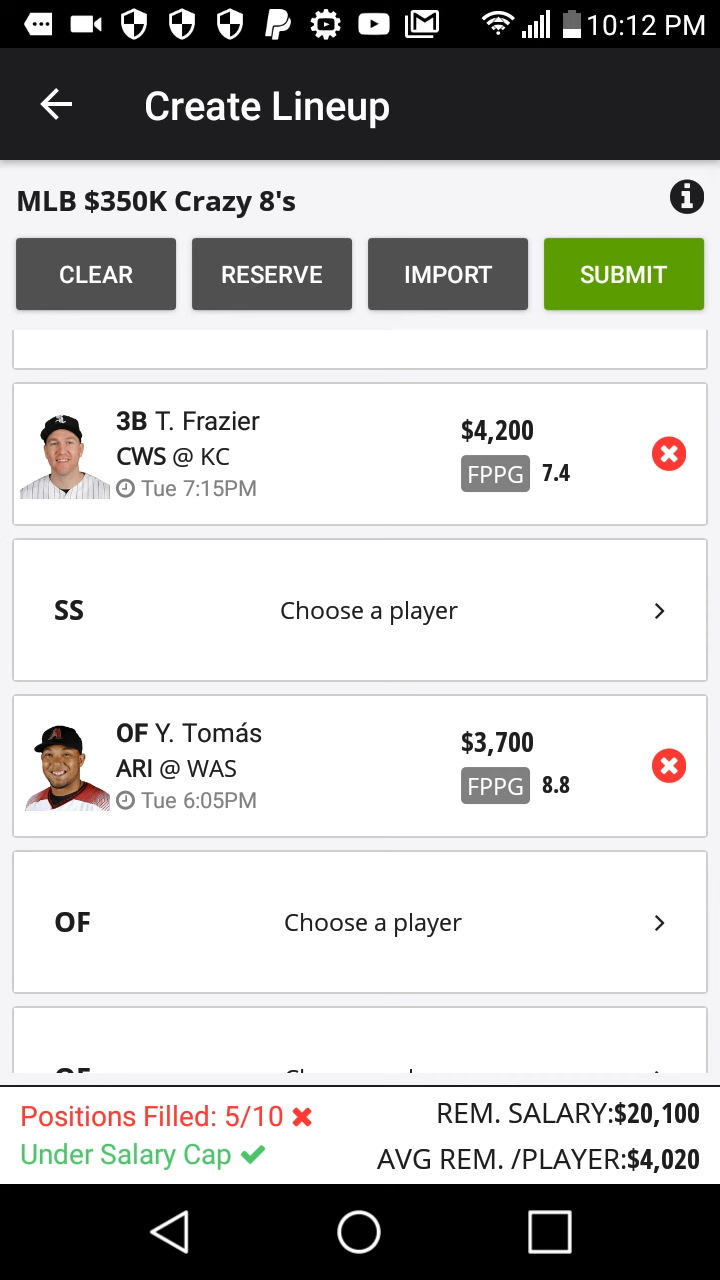 10:12 PM
Create Lineup
MLB $350K Crazy 8's
CLEAR RESERVE IMPORT SUBMIT
3B T. Frazier
$4,200
CWS @ KC
FPPG 7.4
Tue 7:15PM
SS Choose a player
OF Y. Tomás
$3,700
ARI @ WAS
FPPG 8.8
Tue 6:05PM
OF Choose a player
Positions Filled: 5/10
REM. SALARY:$20,100
Under Salary Cap
AVG REM. /PLAYER:$4,020